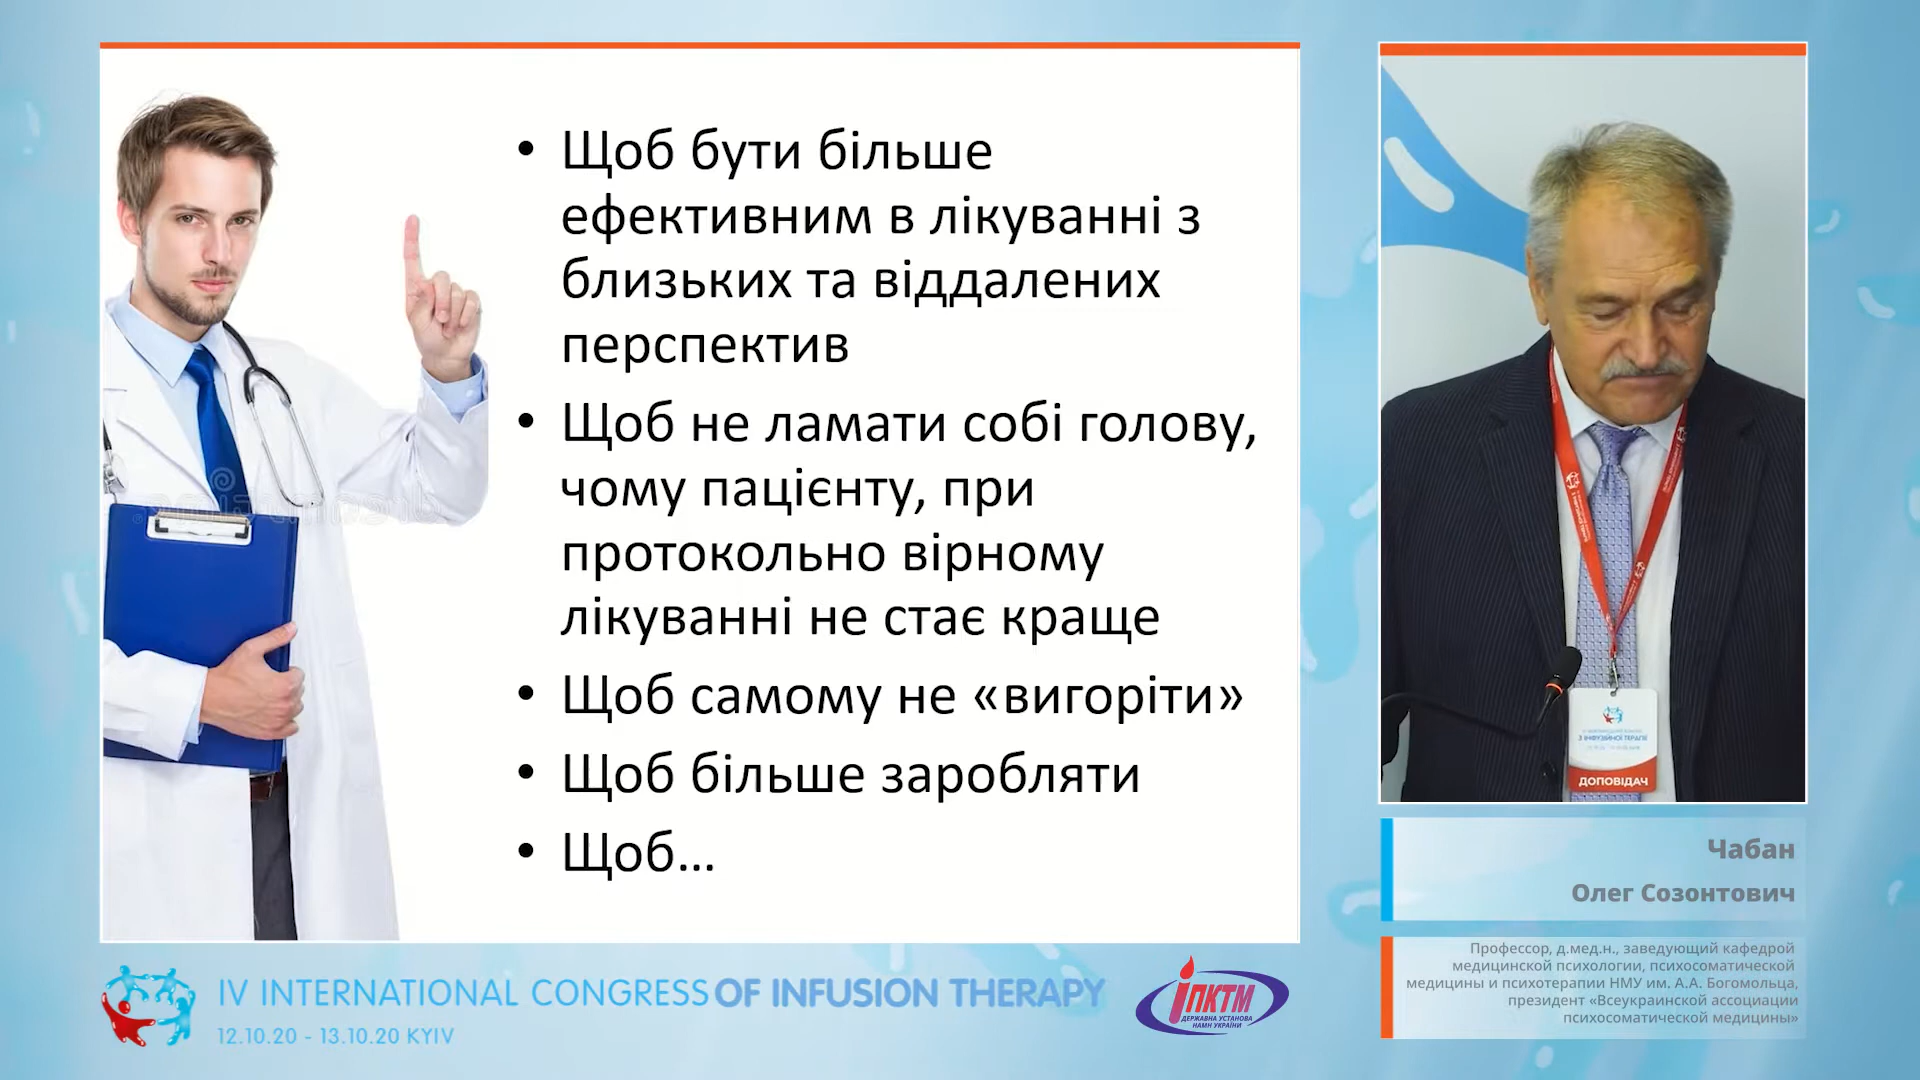 • Щоб бути більше
ефективним в лікуванні з
близьких та віддалених
перспектив
• Щоб не ламати собі голову,
чому пацієнту, при
протокольно вірному
лікуванні не стає краще
• Щоб самому не «вигоріти»
• Щоб більше заробляти
• Щоб...
З ІНФУЗІЙНОЇ ТЕРАПІЇ
ДОПОВІДАЧ
Чабан
Олег Созонтович
Профессор, д.мед.н., заведующий кафедрой
медицинской психологии, психосоматической
медицины и психотерапии НМУ им. А.А. Богомольца,
президент «Всеукраинской ассоциации
психосоматической медицины»
IV INTERNATIONAL CONGRESS OF INFUSION THERAPY
12.10.20 - 13.10.20 KYIV
ІПКТМ
ДЕРЖАВНА УСТАНОВА
НАМН УКРАЇНИ